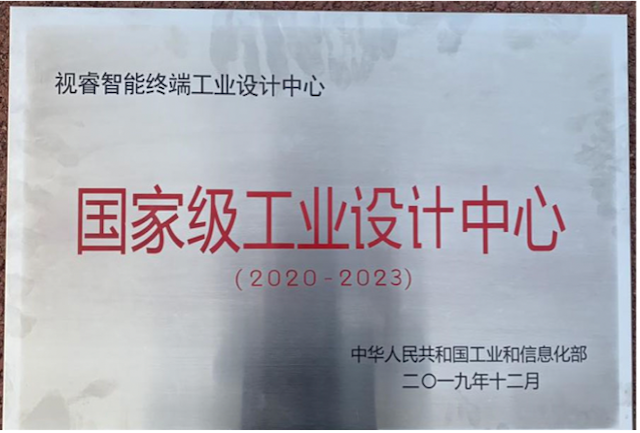 视睿智能终端工业设计中心
国家级工业设计中心
(2020-2023)
中华人民共和国工业和信息化部
二〇一九年十二月